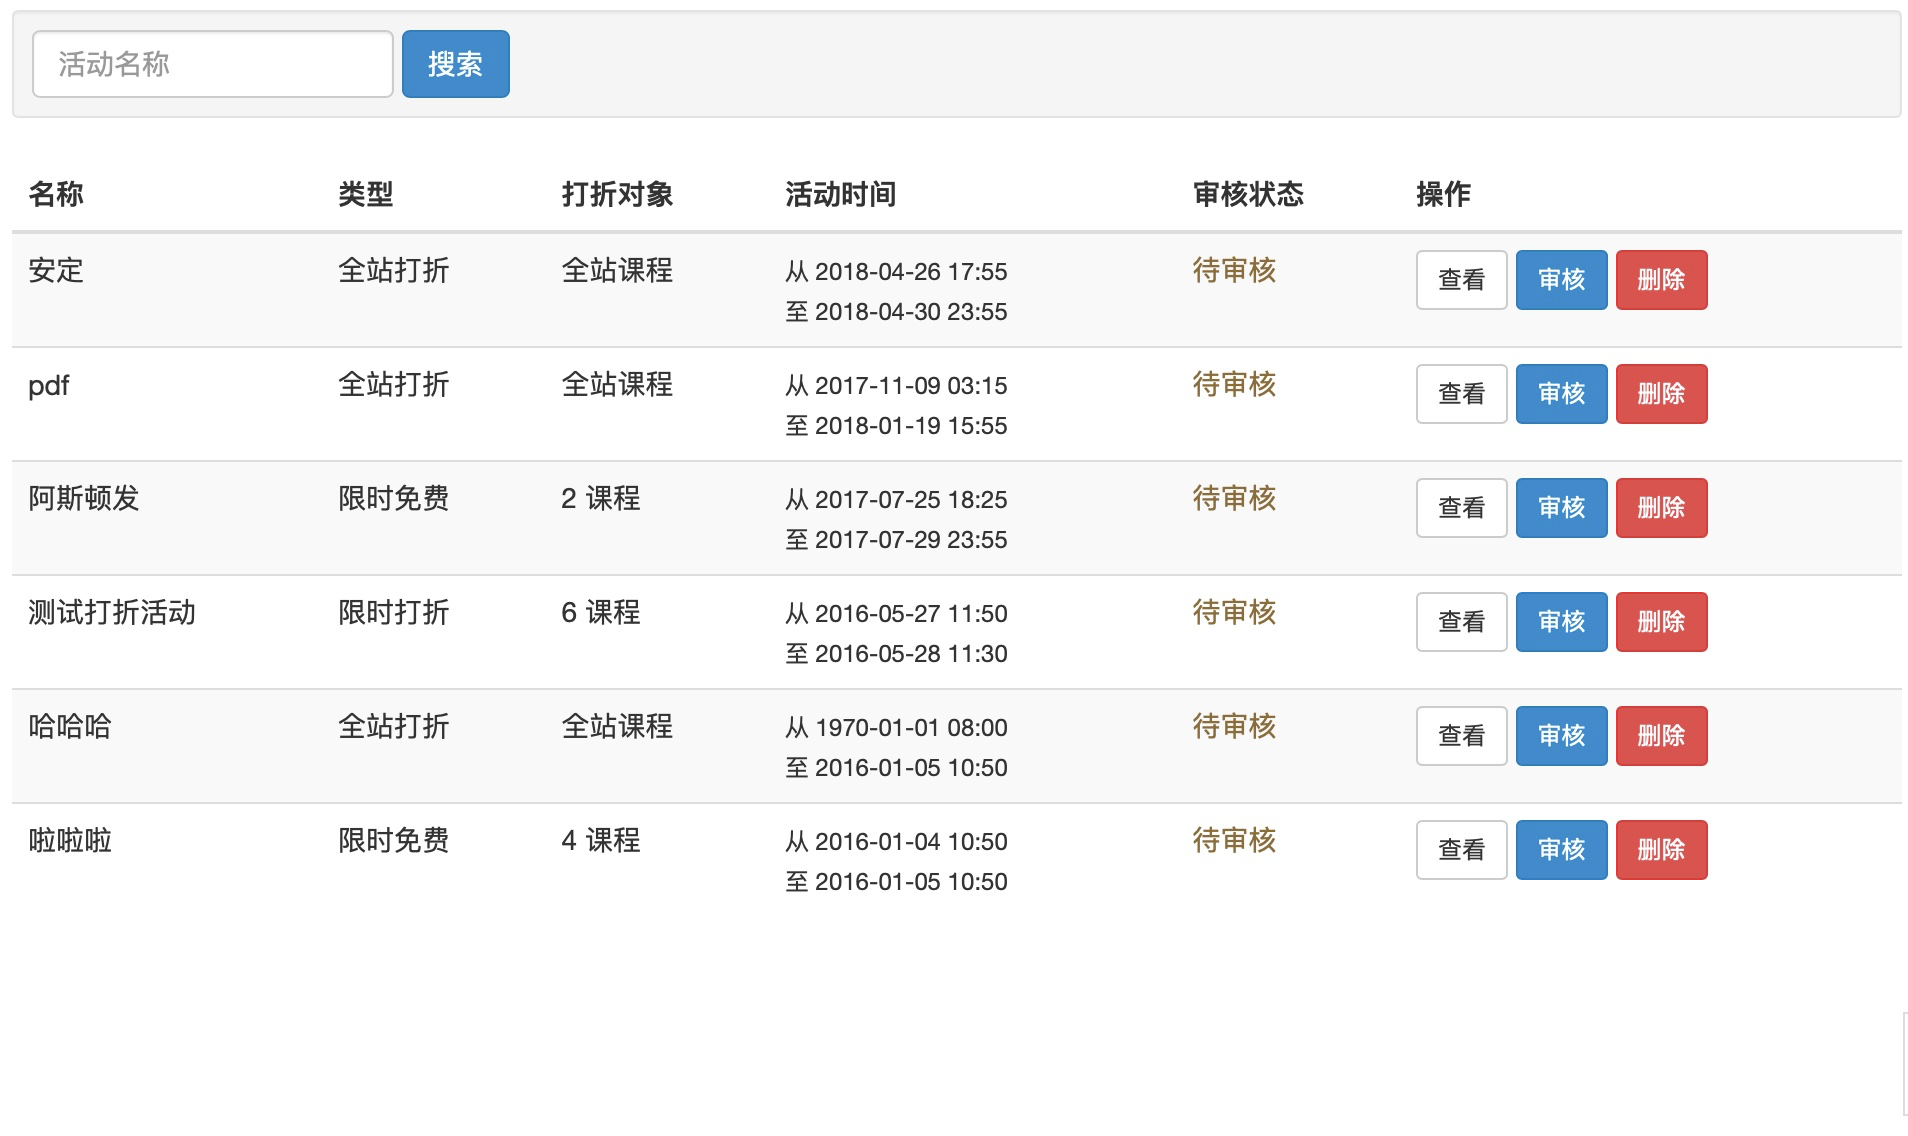 活动名称 搜索
名称 类型 打折对象 活动时间 审核状态 操作
安定 全站打折 全站课程 从 2018-04-26 17:55 待审核 查看 审核 删除
至 2018-04-30 23:55
pdf 全站打折 全站课程 从 2017-11-09 03:15 待审核 查看 审核 删除
至 2018-01-19 15:55
阿斯顿发 限时免费 2 课程 从 2017-07-25 18:25 待审核 查看 审核 删除
至 2017-07-29 23:55
测试打折活动 限时打折 6 课程 从 2016-05-27 11:50 待审核 查看 审核 删除
至 2016-05-28 11:30
哈哈哈 全站打折 全站课程 从 1970-01-01 08:00 待审核 查看 审核 删除
至 2016-01-05 10:50
啦啦啦 限时免费 4 课程 从 2016-01-04 10:50 待审核 查看 审核 删除
至 2016-01-05 10:50